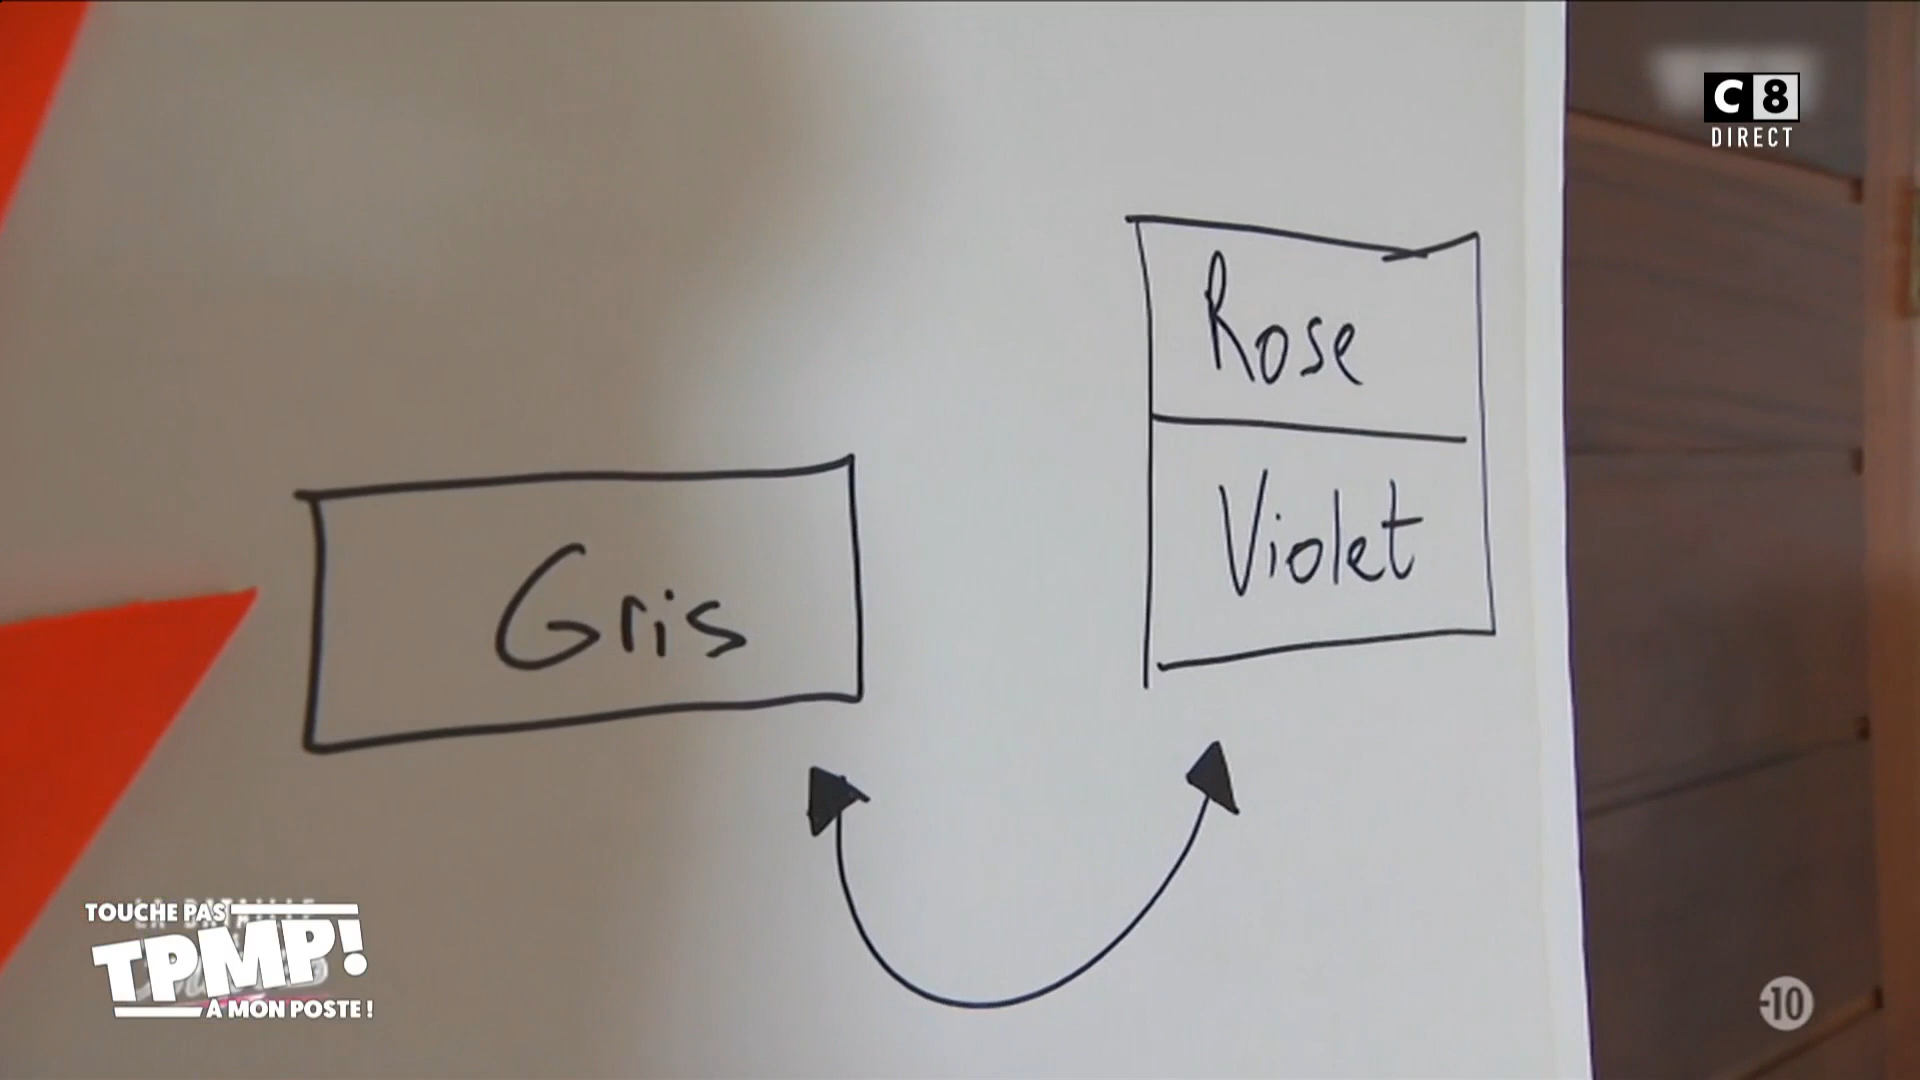 C8
DIRECT
Rose
Violet
Gris
TOUCHE PAS
TPMP!
À MON POSTE !
-10